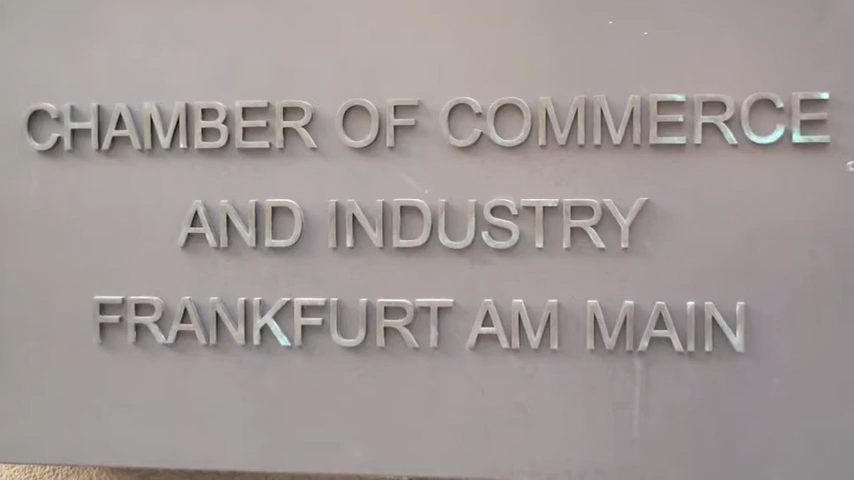 CHAMBER OF COMMERCE
AND INDUSTRY
FRANKFURT AM MAIN